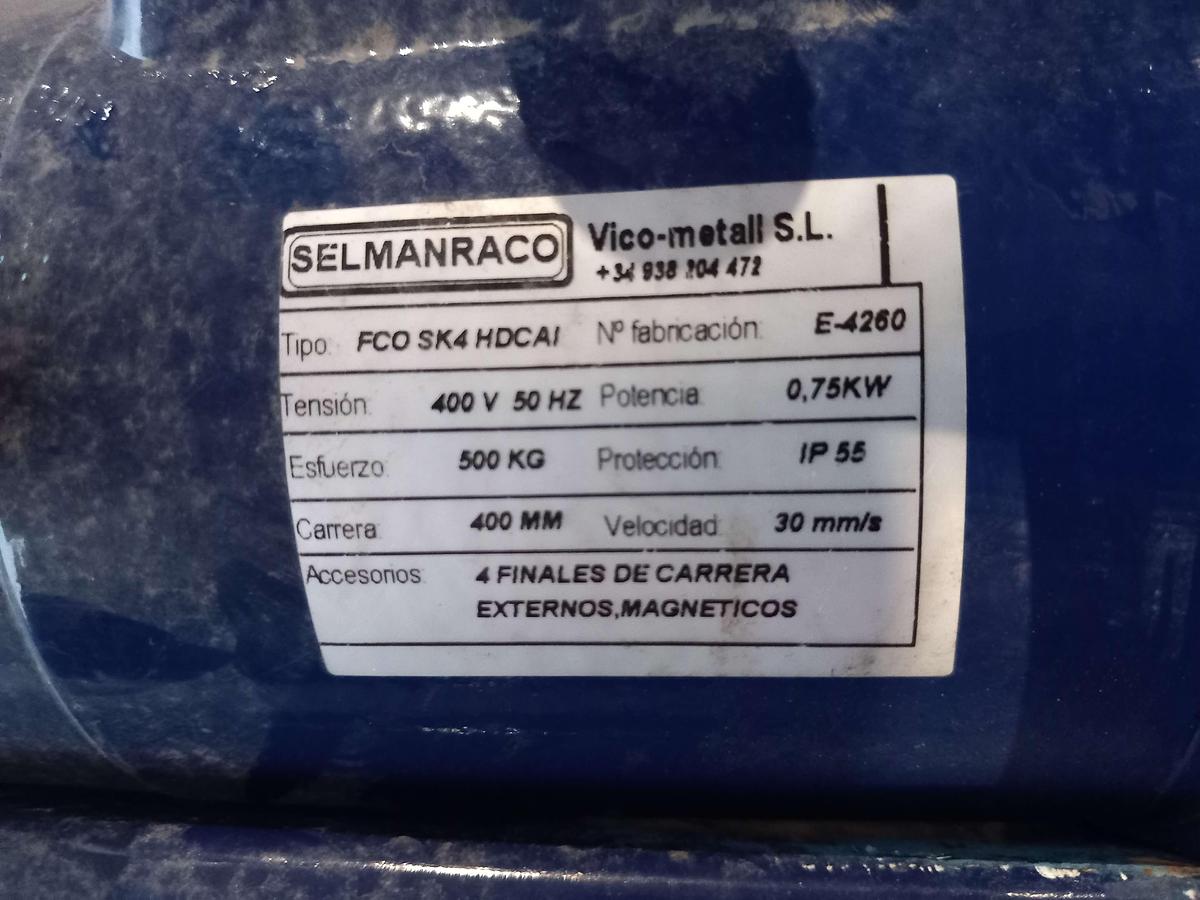 SELMANRACO Vico-metall S.L.
+34 938 204 472
Tipo: FCO SK4 HDCAI Nº fabricación: E-4260
Tensión: 400 V 50 HZ Potencia: 0,75KW
Esfuerzo: 500 KG Protección: IP 55
Carrera: 400 MM Velocidad: 30 mm/s
Accesorios: 4 FINALES DE CARRERA
EXTERNOS,MAGNETICOS